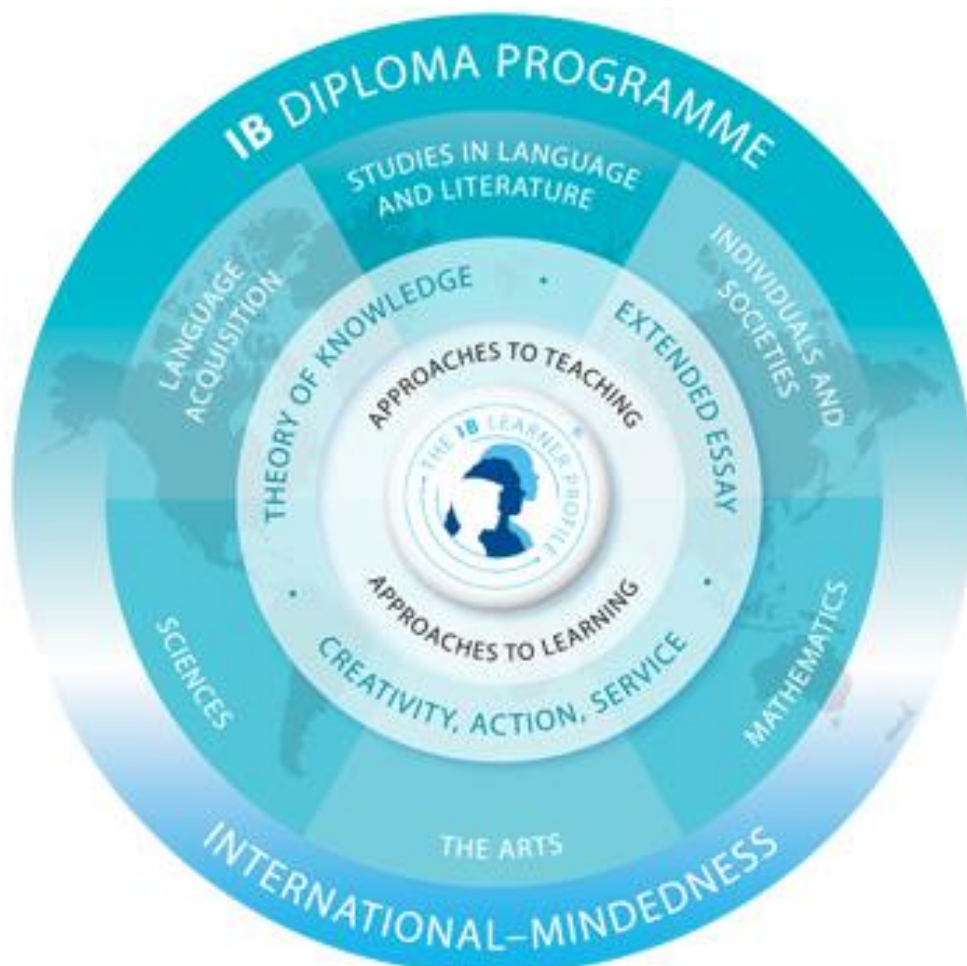 IB DIPLOMA PROGRAMME
STUDIES IN LANGUAGE
AND LITERATURE
LANGUAGE
ACQUISITION
INDIVIDUALS AND
SOCIETIES
THEORY OF KNOWLEDGE
·
EXTENDED ESSAY
·
CREATIVITY, ACTION, SERVICE
·
APPROACHES TO TEACHING
THE IB LEARNER PROFILE
®
APPROACHES TO LEARNING
SCIENCES
MATHEMATICS
THE ARTS
INTERNATIONAL–MINDEDNESS